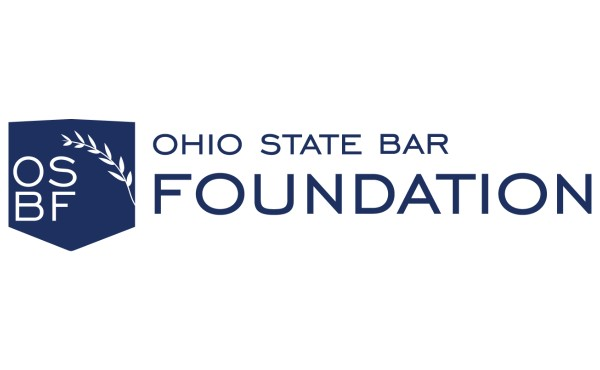 OS
BF
OHIO STATE BAR
FOUNDATION